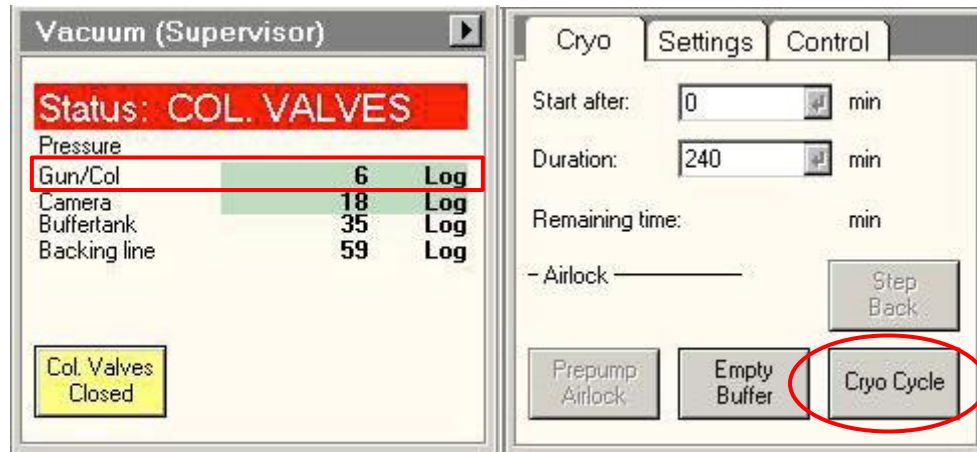 Vacuum (Supervisor)
Status: COL. VALVES
Pressure
Gun/Col 6 Log
Camera 18 Log
Buffertank 35 Log
Backing line 59 Log
Col. Valves
Closed
Cryo Settings Control
Start after: 0 min
Duration: 240 min
Remaining time: min
Airlock
Step
Back
Prepump
Airlock
Empty
Buffer
Cryo Cycle